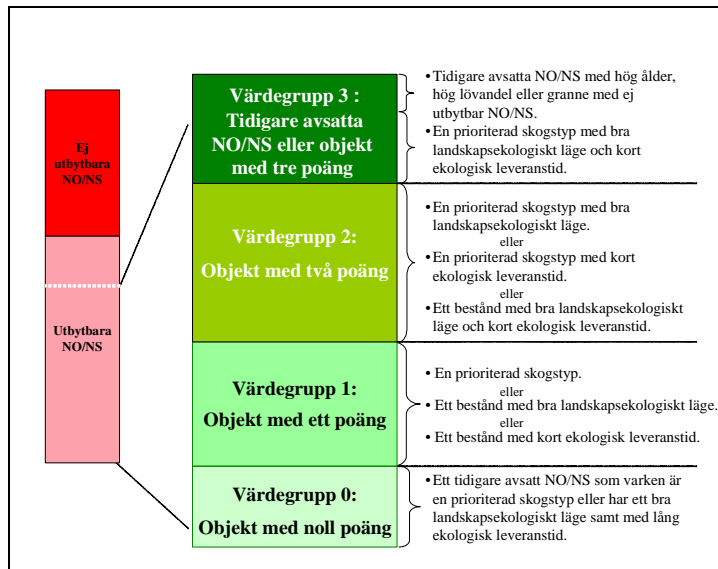 Ej
utbytbara
NO/NS
Utbytbara
NO/NS
Värdegrupp 3 :
Tidigare avsatta
NO/NS eller objekt
med tre poäng
• Tidigare avsatta NO/NS med hög ålder,
hög lövandel eller granne med ej
utbytbar NO/NS.
• En prioriterad skogstyp med bra
landskapsekologiskt läge och kort
ekologisk leveranstid.
Värdegrupp 2:
Objekt med två poäng
• En prioriterad skogstyp med bra
landskapsekologiskt läge.
eller
• En prioriterad skogstyp med kort
ekologisk leveranstid.
eller
• Ett bestånd med bra landskapsekologiskt
läge och kort ekologisk leveranstid.
Värdegrupp 1:
Objekt med ett poäng
• En prioriterad skogstyp.
eller
• Ett bestånd med bra landskapsekologiskt läge.
eller
• Ett bestånd med kort ekologisk leveranstid.
Värdegrupp 0:
Objekt med noll poäng
• Ett tidigare avsatt NO/NS som varken är
en prioriterad skogstyp eller har ett bra
landskapsekologiskt läge samt med lång
ekologisk leveranstid.